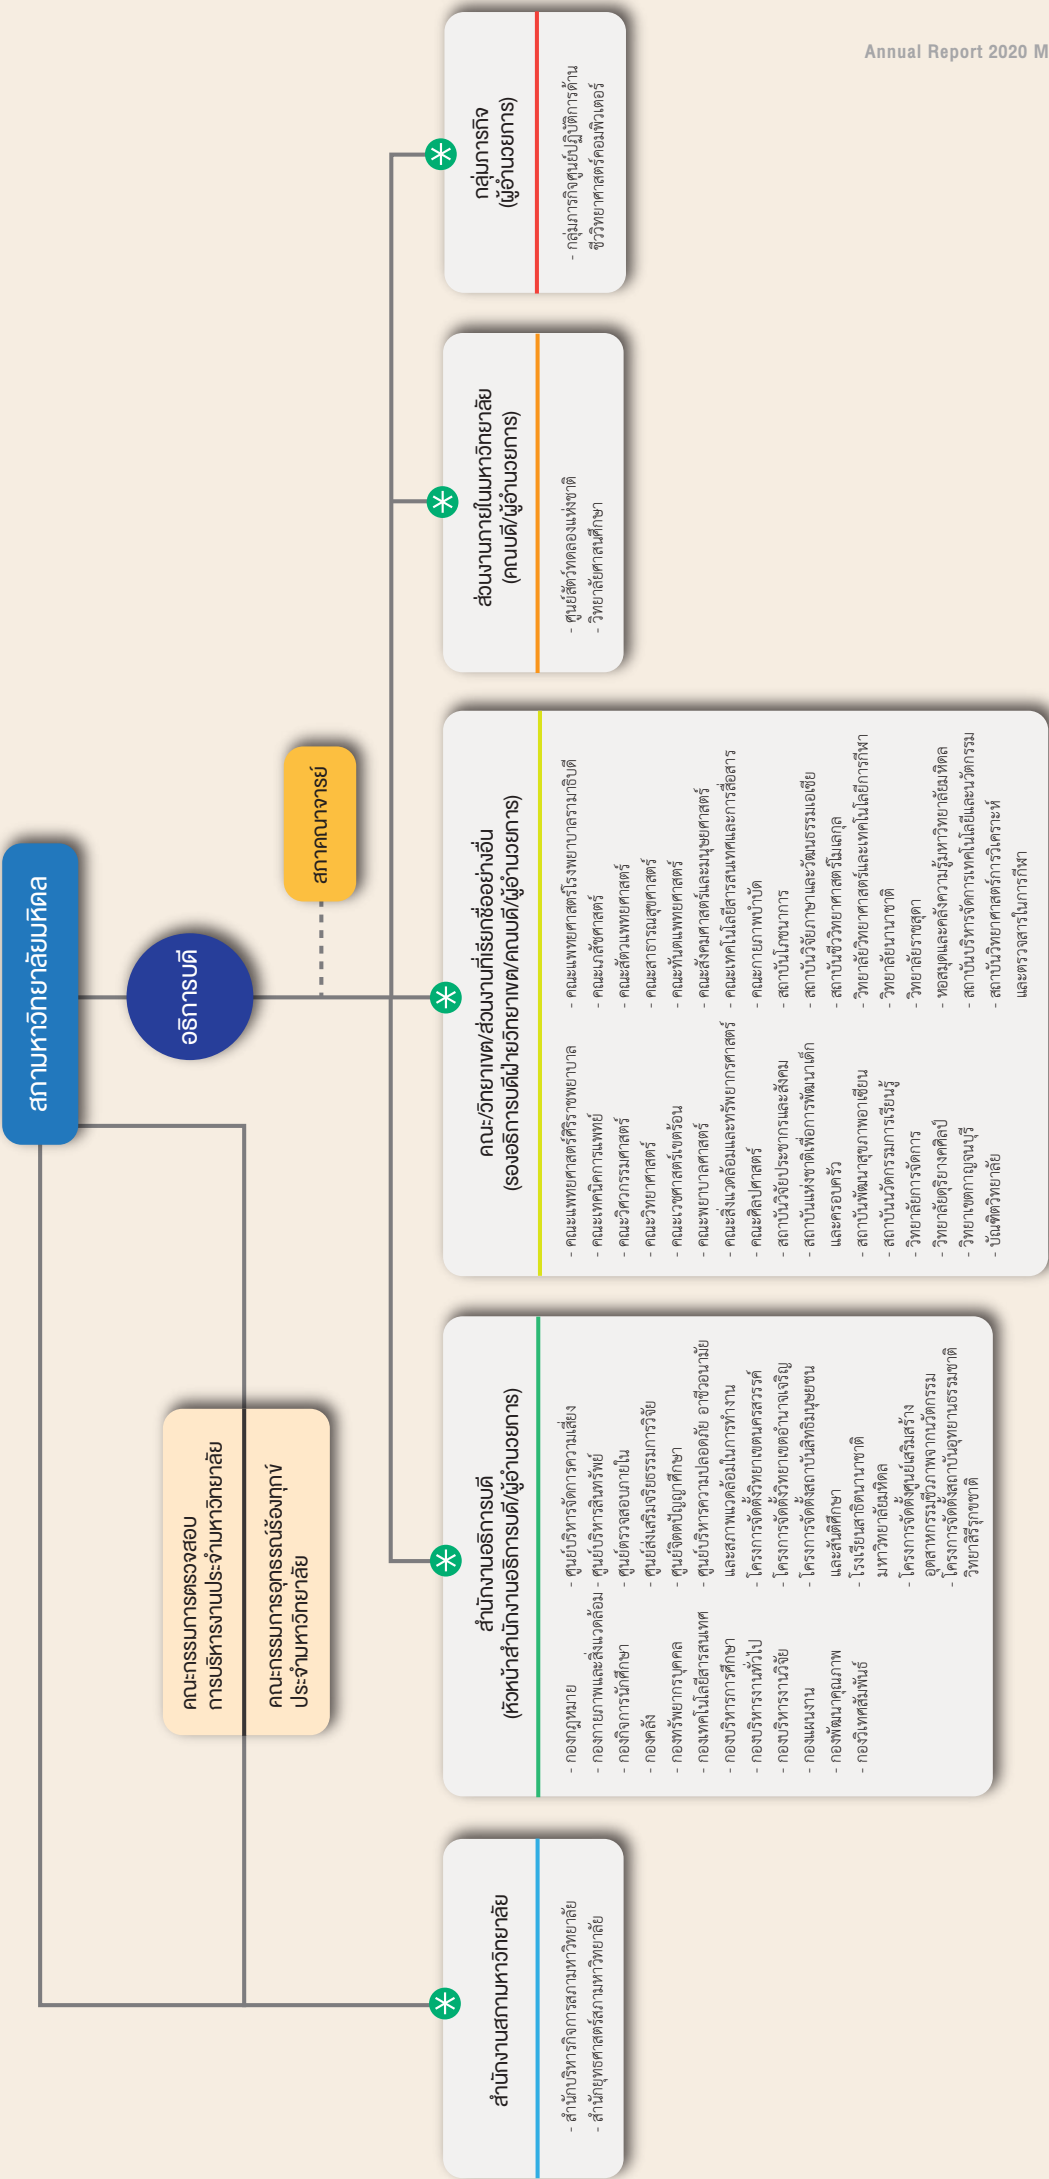 Annual Report 2020 M
สภามหาวิทยาลัยมหิดล
อธิการบดี
สภาคณาจารย์
คณะกรรมการตรวจสอบ
การบริหารงานประจำมหาวิทยาลัย
คณะกรรมการอุทธรณ์ร้องทุกข์
ประจำมหาวิทยาลัย
สำนักงานสภามหาวิทยาลัย
- สำนักบริหารกิจการสภามหาวิทยาลัย
- สำนักยุทธศาสตร์สภามหาวิทยาลัย
สำนักงานอธิการบดี
(หัวหน้าสำนักงานอธิการบดี/ผู้อำนวยการ)
- กองกฎหมาย
- กองกายภาพและสิ่งแวดล้อม
- กองกิจการนักศึกษา
- กองคลัง
- กองทรัพยากรบุคคล
- กองเทคโนโลยีสารสนเทศ
- กองบริหารการศึกษา
- กองบริหารงานทั่วไป
- กองบริหารงานวิจัย
- กองแผนงาน
- กองพัฒนาคุณภาพ
- กองวิเทศสัมพันธ์
- ศูนย์บริหารจัดการความเสี่ยง
- ศูนย์บริหารสินทรัพย์
- ศูนย์ตรวจสอบภายใน
- ศูนย์ส่งเสริมจริยธรรมการวิจัย
- ศูนย์จิตตปัญญาศึกษา
- ศูนย์บริหารความปลอดภัย อาชีวอนามัย
และสภาพแวดล้อมในการทำงาน
- โครงการจัดตั้งวิทยาเขตนครสวรรค์
- โครงการจัดตั้งวิทยาเขตอำนาจเจริญ
- โครงการจัดตั้งสถาบันสิทธิมนุษยชน
และสันติศึกษา
- โรงเรียนสาธิตนานาชาติ
มหาวิทยาลัยมหิดล
- โครงการจัดตั้งศูนย์เสริมสร้าง
อุตสาหกรรมชีวภาพจากนวัตกรรม
- โครงการจัดตั้งสถาบันอุทยานธรรมชาติ
วิทยาสิรีรุกขชาติ
คณะ/วิทยาเขต/ส่วนงานที่เรียกชื่ออย่างอื่น
(รองอธิการบดีฝ่ายวิทยาเขต/คณบดี/ผู้อำนวยการ)
- คณะแพทยศาสตร์ศิริราชพยาบาล
- คณะเทคนิคการแพทย์
- คณะวิศวกรรมศาสตร์
- คณะวิทยาศาสตร์
- คณะเวชศาสตร์เขตร้อน
- คณะพยาบาลศาสตร์
- คณะสิ่งแวดล้อมและทรัพยากรศาสตร์
- คณะศิลปศาสตร์
- สถาบันวิจัยประชากรและสังคม
- สถาบันแห่งชาติเพื่อการพัฒนาเด็ก
และครอบครัว
- สถาบันพัฒนาสุขภาพอาเซียน
- สถาบันนวัตกรรมการเรียนรู้
- วิทยาลัยการจัดการ
- วิทยาลัยดุริยางคศิลป์
- วิทยาเขตกาญจนบุรี
- บัณฑิตวิทยาลัย
- คณะแพทยศาสตร์โรงพยาบาลรามาธิบดี
- คณะเภสัชศาสตร์
- คณะสัตวแพทยศาสตร์
- คณะสาธารณสุขศาสตร์
- คณะทันตแพทยศาสตร์
- คณะสังคมศาสตร์และมนุษยศาสตร์
- คณะเทคโนโลยีสารสนเทศและการสื่อสาร
- คณะกายภาพบำบัด
- สถาบันโภชนาการ
- สถาบันวิจัยภาษาและวัฒนธรรมเอเชีย
- สถาบันชีววิทยาศาสตร์โมเลกุล
- วิทยาลัยวิทยาศาสตร์และเทคโนโลยีการกีฬา
- วิทยาลัยนานาชาติ
- วิทยาลัยราชสุดา
- หอสมุดและคลังความรู้มหาวิทยาลัยมหิดล
- สถาบันบริหารจัดการเทคโนโลยีและนวัตกรรม
- สถาบันวิทยาศาสตร์การวิเคราะห์
และตรวจสารในการกีฬา
ส่วนงานภายในมหาวิทยาลัย
(คณบดี/ผู้อำนวยการ)
- ศูนย์สัตว์ทดลองแห่งชาติ
- วิทยาลัยศาสนศึกษา
กลุ่มภารกิจ
(ผู้อำนวยการ)
- กลุ่มภารกิจศูนย์ปฏิบัติการด้าน
ชีววิทยาศาสตร์คอมพิวเตอร์